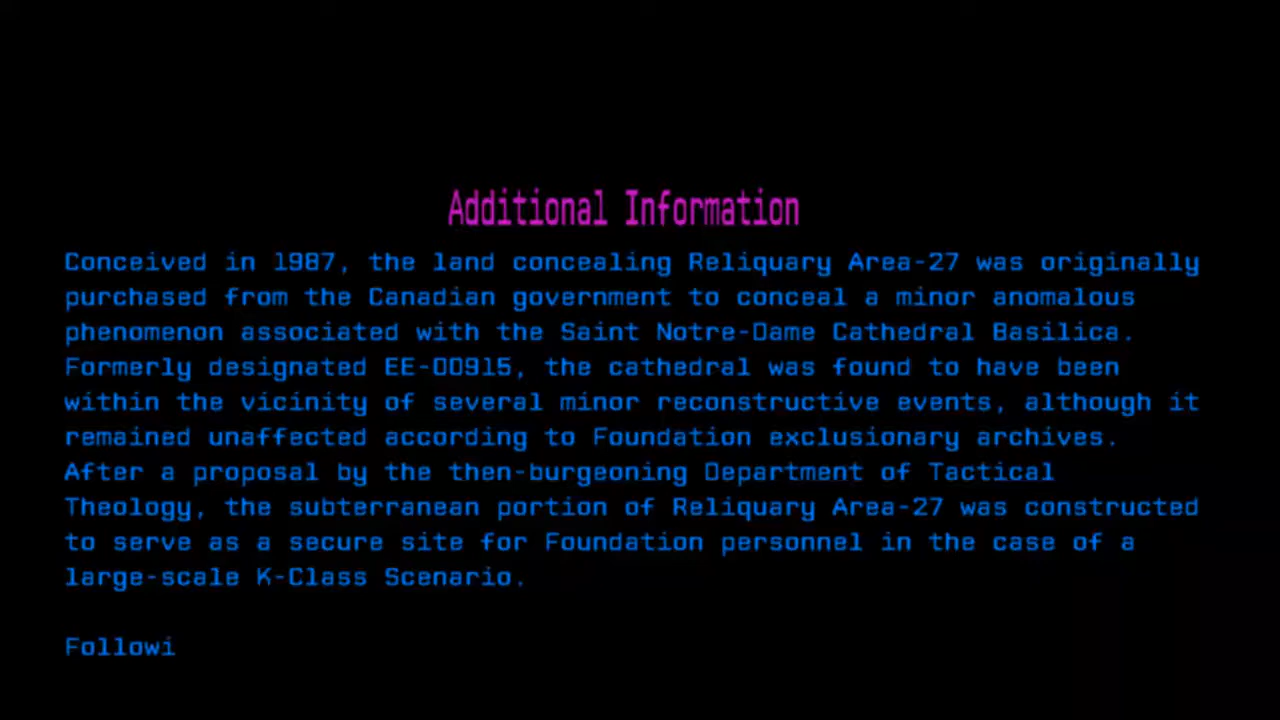 Additional Information
Conceived in 1987, the land concealing Reliquary Area-27 was originally
purchased from the Canadian government to conceal a minor anomalous
phenomenon associated with the Saint Notre-Dame Cathedral Basilica.
Formerly designated EE-00915, the cathedral was found to have been
within the vicinity of several minor reconstructive events, although it
remained unaffected according to Foundation exclusionary archives.
After a proposal by the then-burgeoning Department of Tactical
Theology, the subterranean portion of Reliquary Area-27 was constructed
to serve as a secure site for Foundation personnel in the case of a
large-scale K-Class Scenario.
Followi